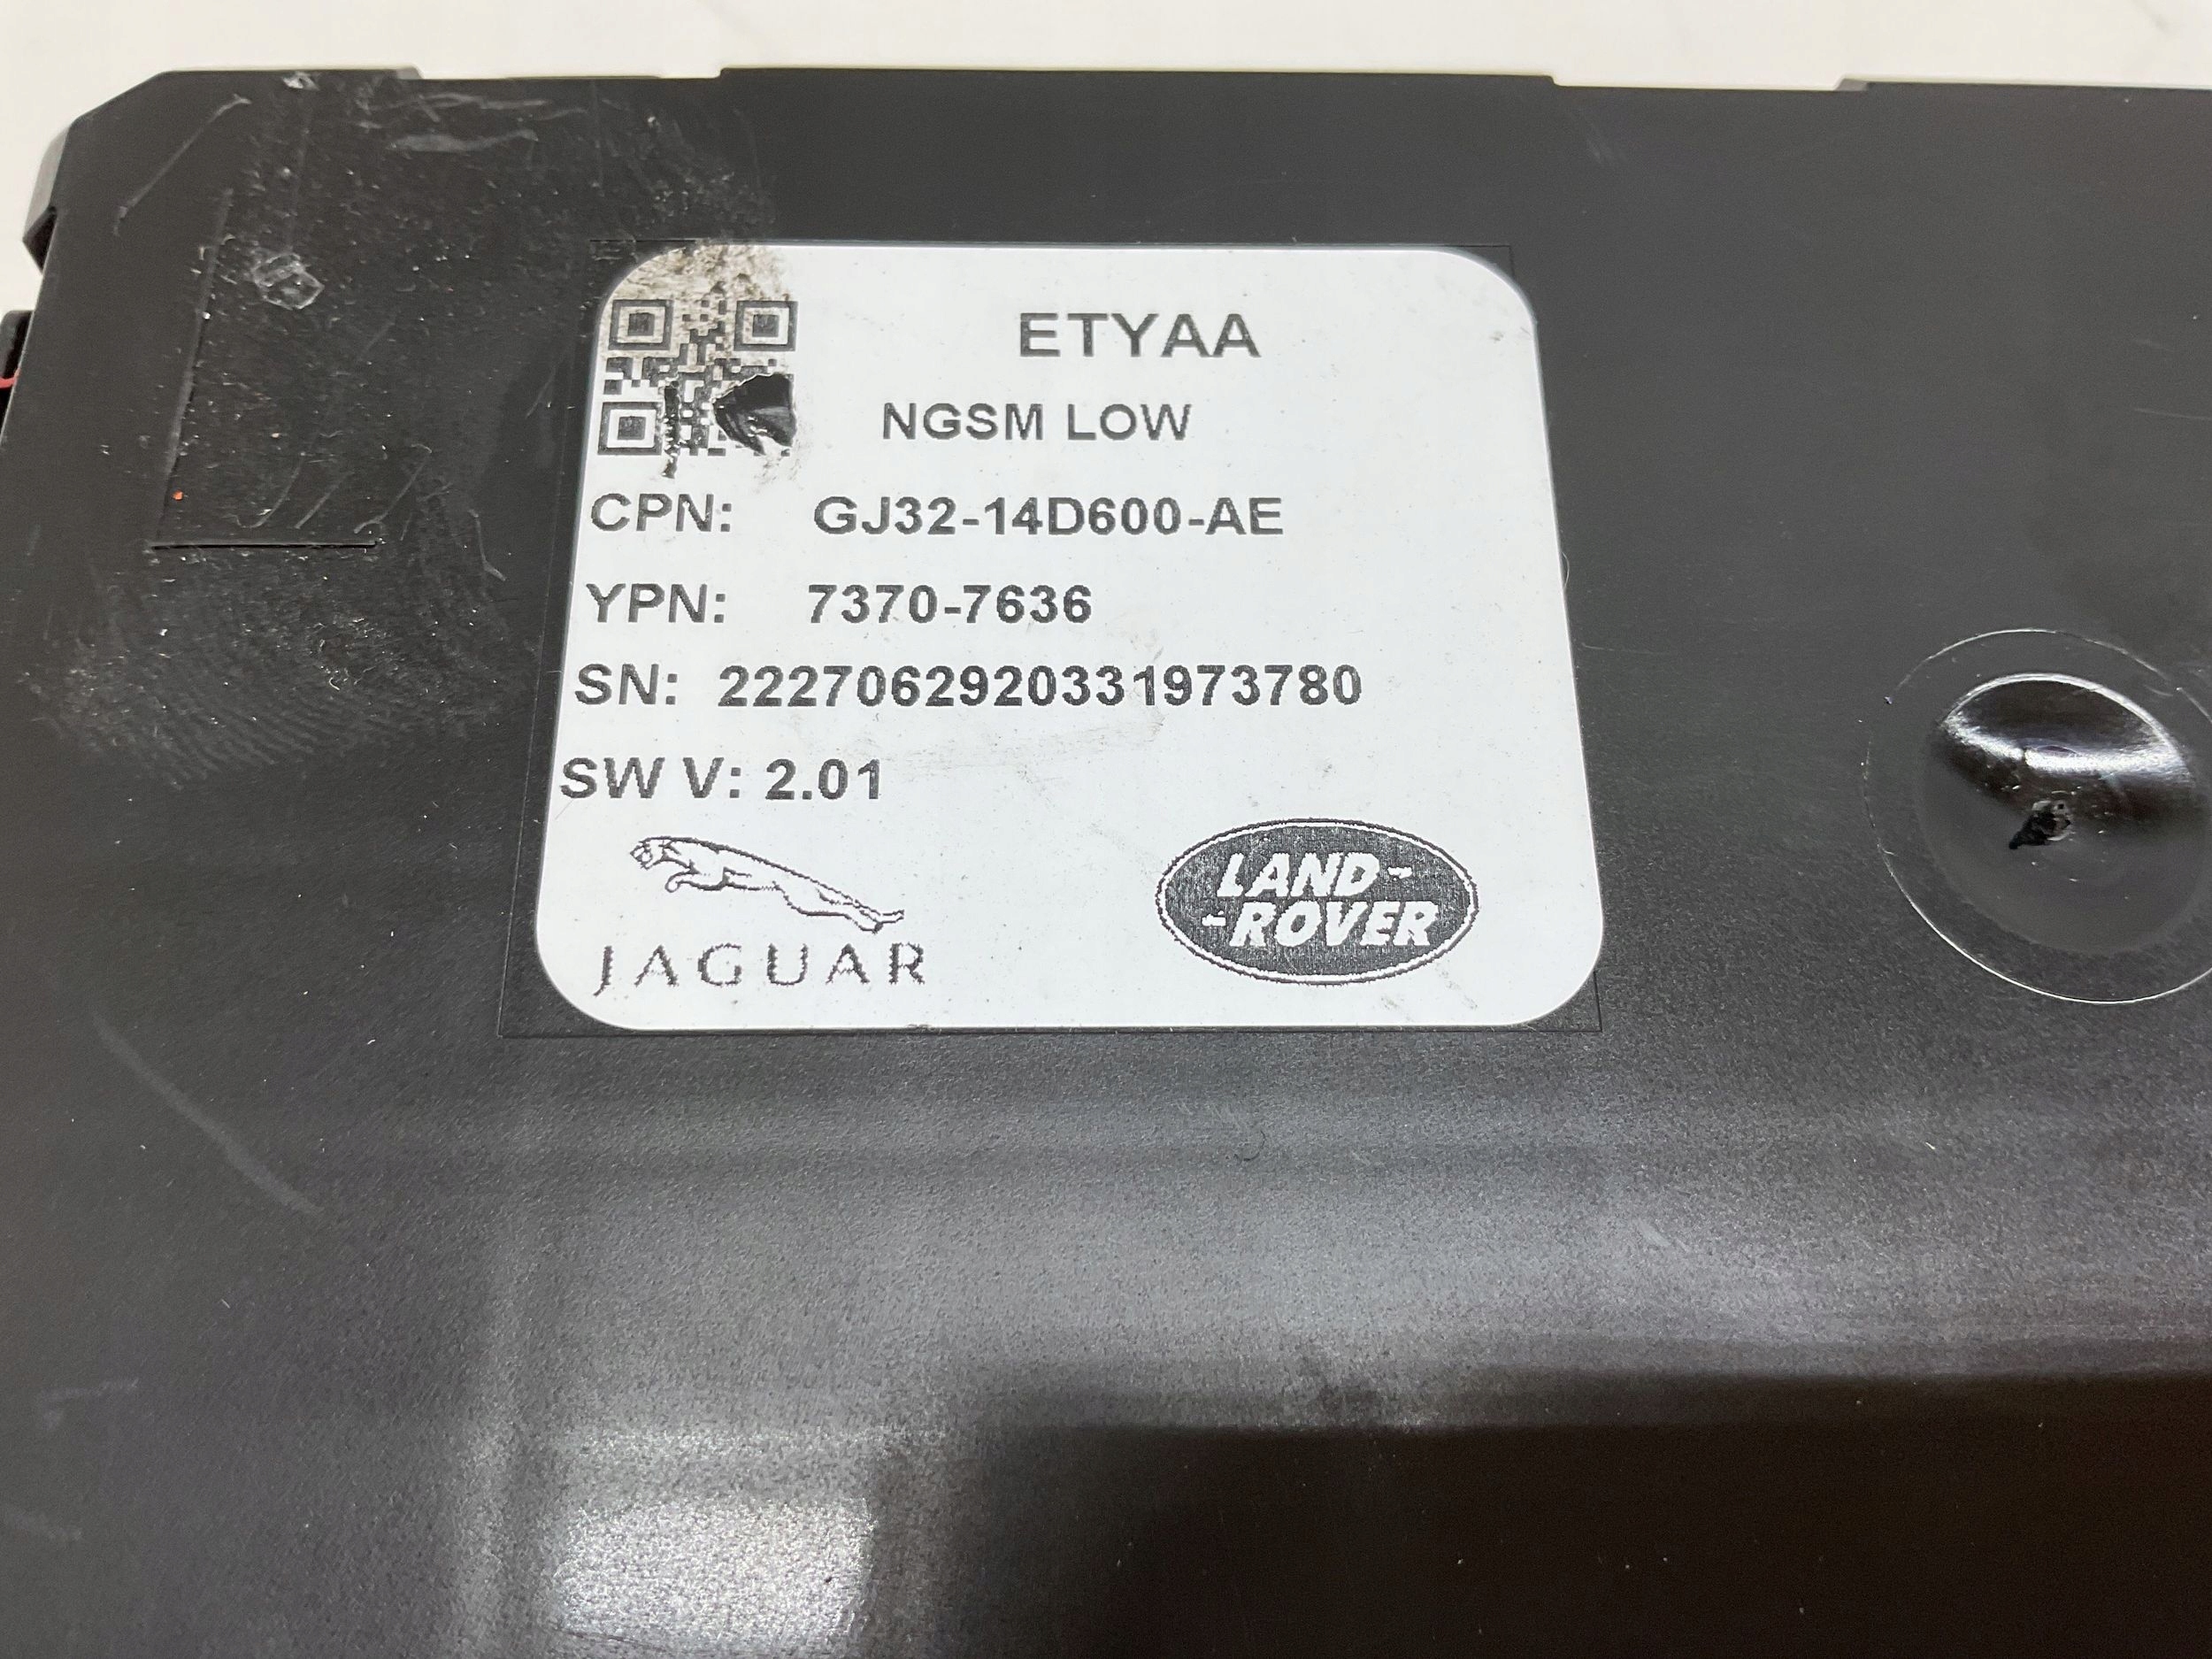 ETYAA
NGSM LOW
CPN: GJ32-14D600-AE
YPN: 7370-7636
SN: 2227062920331973780
SW V: 2.01
JAGUAR
LAND-
-ROVER